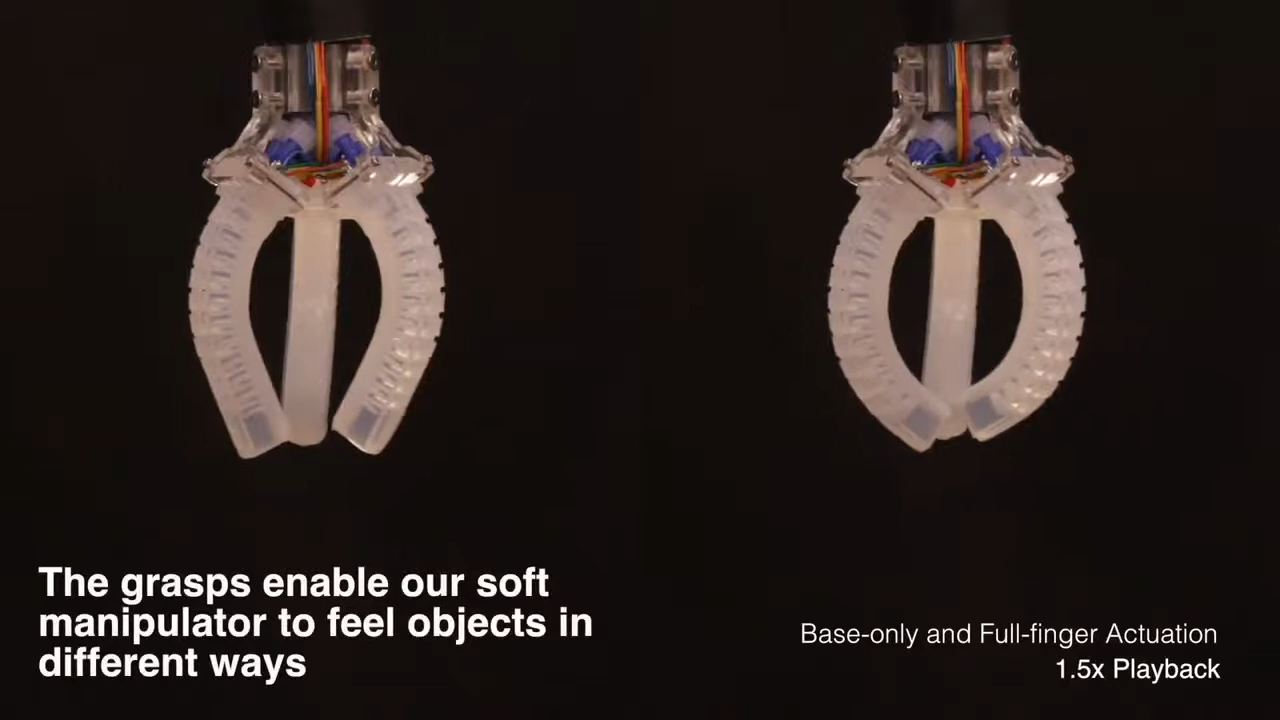 The grasps enable our soft
manipulator to feel objects in
different ways
Base-only and Full-finger Actuation
1.5x Playback